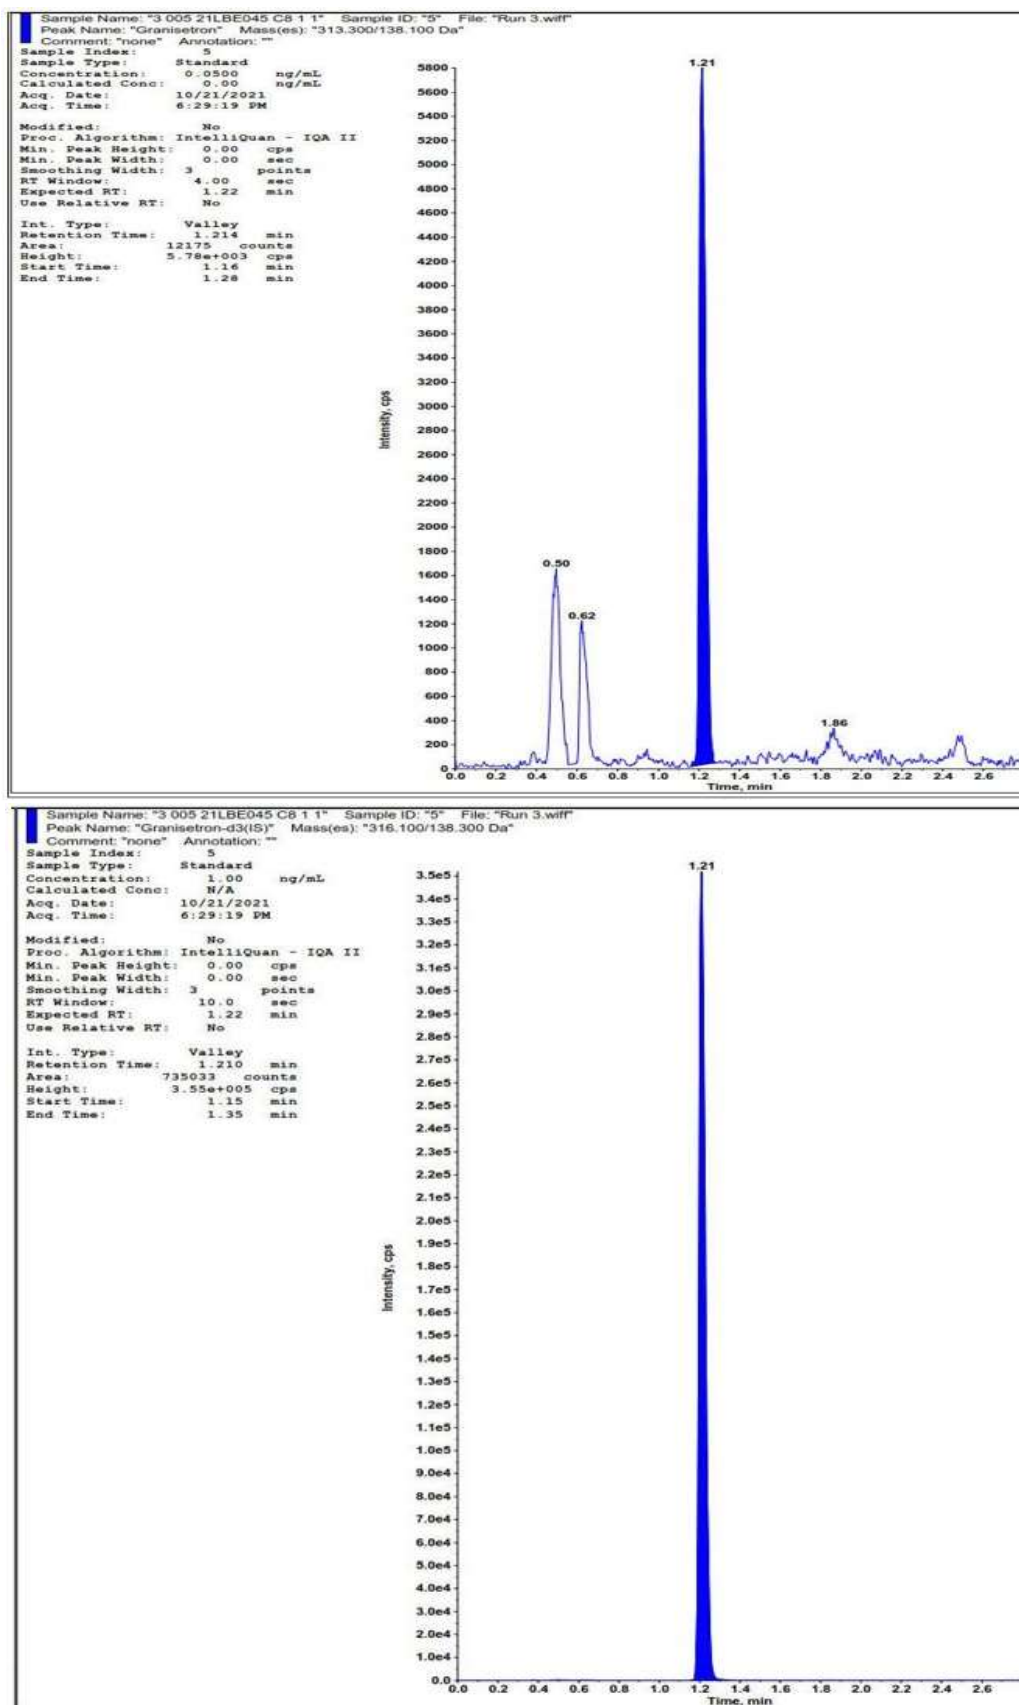 Sample Name: "3 005 21LBE045 C8 1 1" Sample ID: "5" File: "Run 3.wiff"
Peak Name: "Granisetron" Mass(es): "313.300/138.100 Da"
Comment: "none" Annotation: ""
Sample Index: 5
Sample Type: Standard
Concentration: 0.0500 ng/mL
Calculated Conc: 0.00 ng/mL
Acq. Date: 10/21/2021
Acq. Time: 6:29:19 PM
Modified: No
Proc. Algorithm: IntelliQuan - IQA II
Min. Peak Height: 0.00 cps
Min. Peak Width: 0.00 sec
Smoothing Width: 3 points
RT Window: 4.00 sec
Expected RT: 1.22 min
Use Relative RT: No
Int. Type: Valley
Retention Time: 1.214 min
Area: 12175 counts
Height: 5.78e+003 cps
Start Time: 1.16 min
End Time: 1.28 min
1.21
5800
5600
5400
5200
5000
4800
4600
4400
4200
4000
3800
3600
3400
3200
3000
2800
2600
2400
2200
2000
1800
1600
1400
1200
1000
800
600
400
200
0
Intensity, cps
0.50
0.62
1.86
0.0 0.2 0.4 0.6 0.8 1.0 1.2 1.4 1.6 1.8 2.0 2.2 2.4 2.6
Time, min
Sample Name: "3 005 21LBE045 C8 1 1" Sample ID: "5" File: "Run 3.wiff"
Peak Name: "Granisetron-d3(IS)" Mass(es): "316.100/138.300 Da"
Comment: "none" Annotation: ""
Sample Index: 5
Sample Type: Standard
Concentration: 1.00 ng/mL
Calculated Conc: N/A
Acq. Date: 10/21/2021
Acq. Time: 6:29:19 PM
Modified: No
Proc. Algorithm: IntelliQuan - IQA II
Min. Peak Height: 0.00 cps
Min. Peak Width: 0.00 sec
Smoothing Width: 3 points
RT Window: 10.0 sec
Expected RT: 1.22 min
Use Relative RT: No
Int. Type: Valley
Retention Time: 1.210 min
Area: 735033 counts
Height: 3.55e+005 cps
Start Time: 1.15 min
End Time: 1.35 min
1.21
3.5e5
3.4e5
3.3e5
3.2e5
3.1e5
3.0e5
2.9e5
2.8e5
2.7e5
2.6e5
2.5e5
2.4e5
2.3e5
2.2e5
2.1e5
2.0e5
1.9e5
1.8e5
1.7e5
1.6e5
1.5e5
1.4e5
1.3e5
1.2e5
1.1e5
1.0e5
9.0e4
8.0e4
7.0e4
6.0e4
5.0e4
4.0e4
3.0e4
2.0e4
1.0e4
0.0
Intensity, cps
0.0 0.2 0.4 0.6 0.8 1.0 1.2 1.4 1.6 1.8 2.0 2.2 2.4 2.6
Time, min